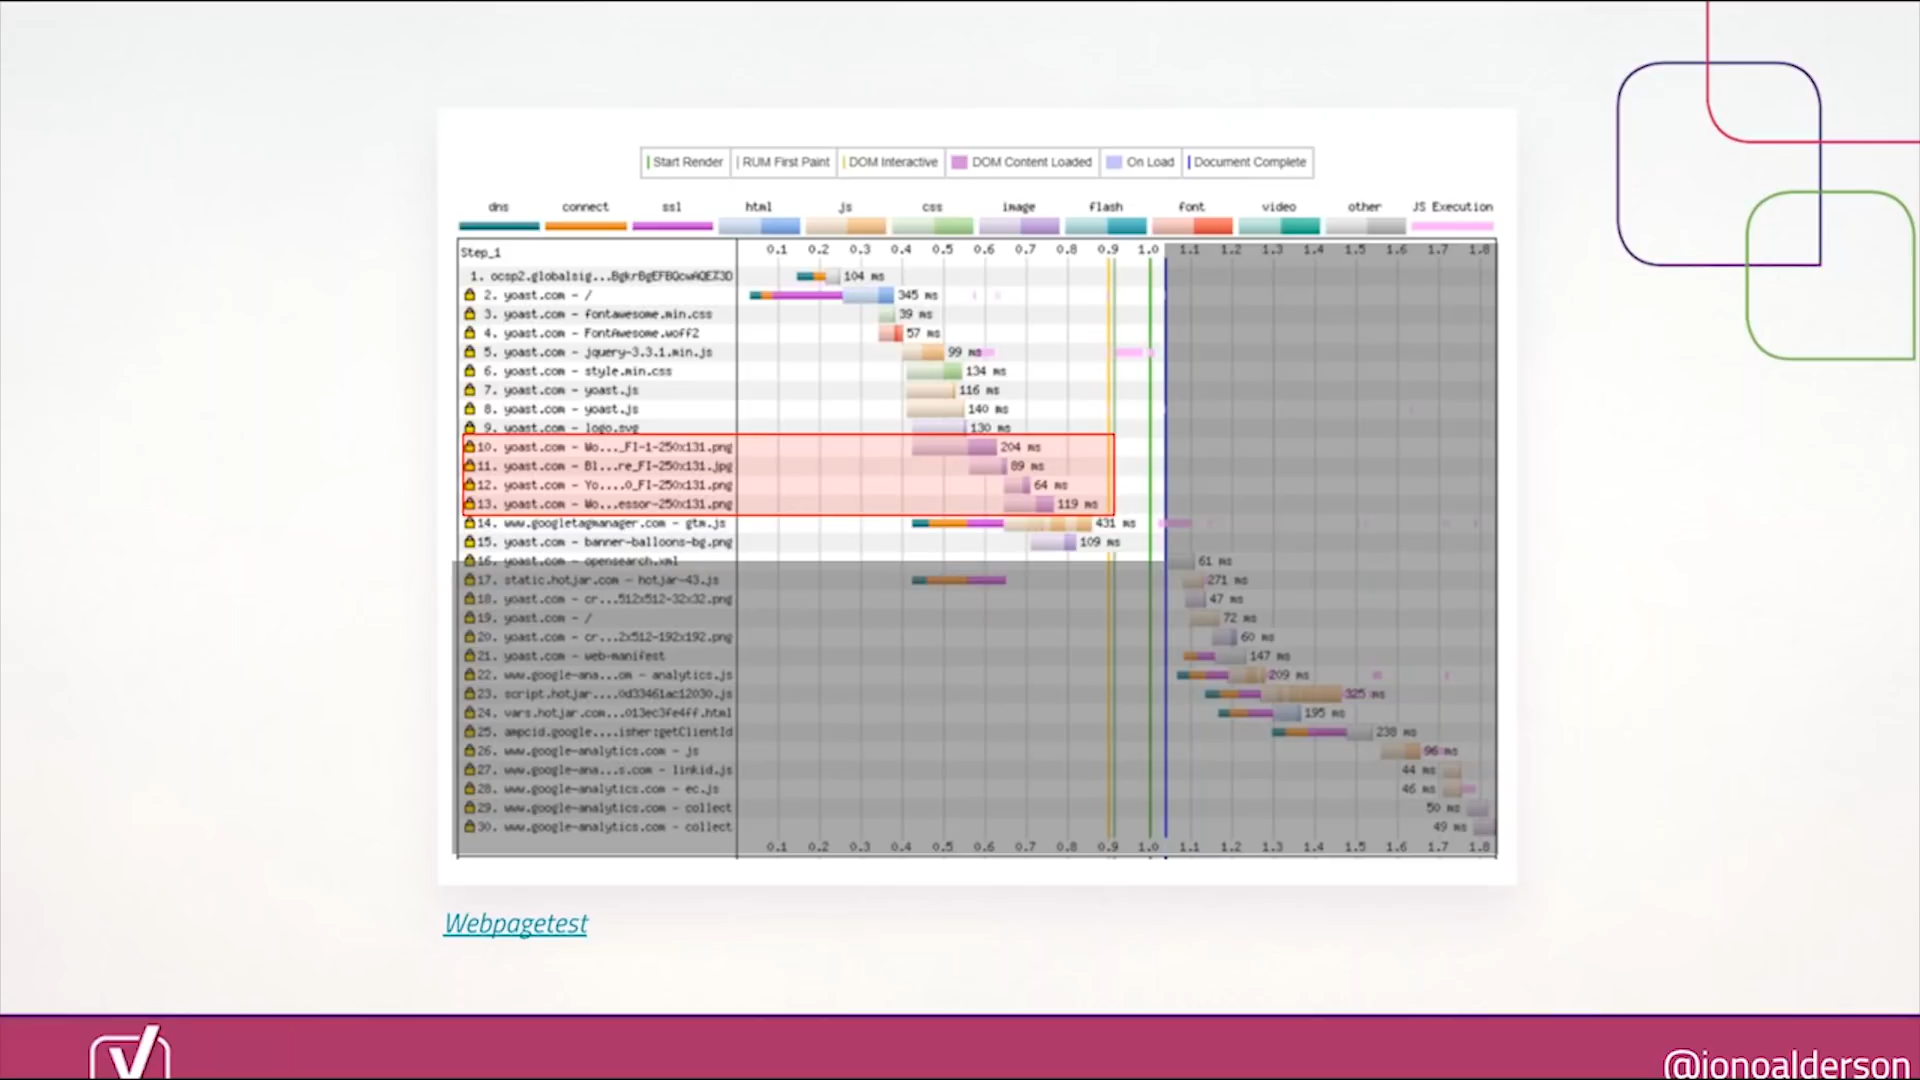 Start Render RUM First Paint DOM Interactive DOM Content Loaded On Load Document Complete
dns connect ssl html js css image flash font video other JS Execution
Step_1 0.1 0.2 0.3 0.4 0.5 0.6 0.7 0.8 0.9 1.0 1.1 1.2 1.3 1.4 1.5 1.6 1.7 1.8
1. ocsp2.globalsig...BgkrBgEFBQcwAQEZ3D 104 ms
2. yoast.com - / 345 ms
3. yoast.com - fontawesome.min.css 39 ms
4. yoast.com - FontAwesome.woff2 57 ms
5. yoast.com - jquery-3.3.1.min.js 99 ms
6. yoast.com - style.min.css 134 ms
7. yoast.com - yoast.js 116 ms
8. yoast.com - yoast.js 140 ms
9. yoast.com - logo.svg 130 ms
10. yoast.com - Wo..._FI-1-250x131.png 204 ms
11. yoast.com - Bl...re_FI-250x131.jpg 89 ms
12. yoast.com - Yo....0_FI-250x131.png 64 ms
13. yoast.com - Wo...essor-250x131.png 119 ms
14. www.googletagmanager.com - gtm.js 431 ms
15. yoast.com - banner-balloons-bg.png 109 ms
16. yoast.com - opensearch.xml 61 ms
17. static.hotjar.com - hotjar-43.js 271 ms
18. yoast.com - cr...512x512-32x32.png 47 ms
19. yoast.com - / 72 ms
20. yoast.com - cr...2x512-192x192.png 60 ms
21. yoast.com - web-manifest 147 ms
22. www.google-ana...om - analytics.js 209 ms
23. script.hotjar....0d33461ac12030.js 325 ms
24. vars.hotjar.com...013ec3fe4ff.html 195 ms
25. ampcid.google....isher:getClientId 238 ms
26. www.google-analytics.com - js 96 ms
27. www.google-ana...s.com - linkid.js 44 ms
28. www.google-analytics.com - ec.js 46 ms
29. www.google-analytics.com - collect 50 ms
30. www.google-analytics.com - collect 49 ms
0.1 0.2 0.3 0.4 0.5 0.6 0.7 0.8 0.9 1.0 1.1 1.2 1.3 1.4 1.5 1.6 1.7 1.8
Webpagetest
@jonoalderson